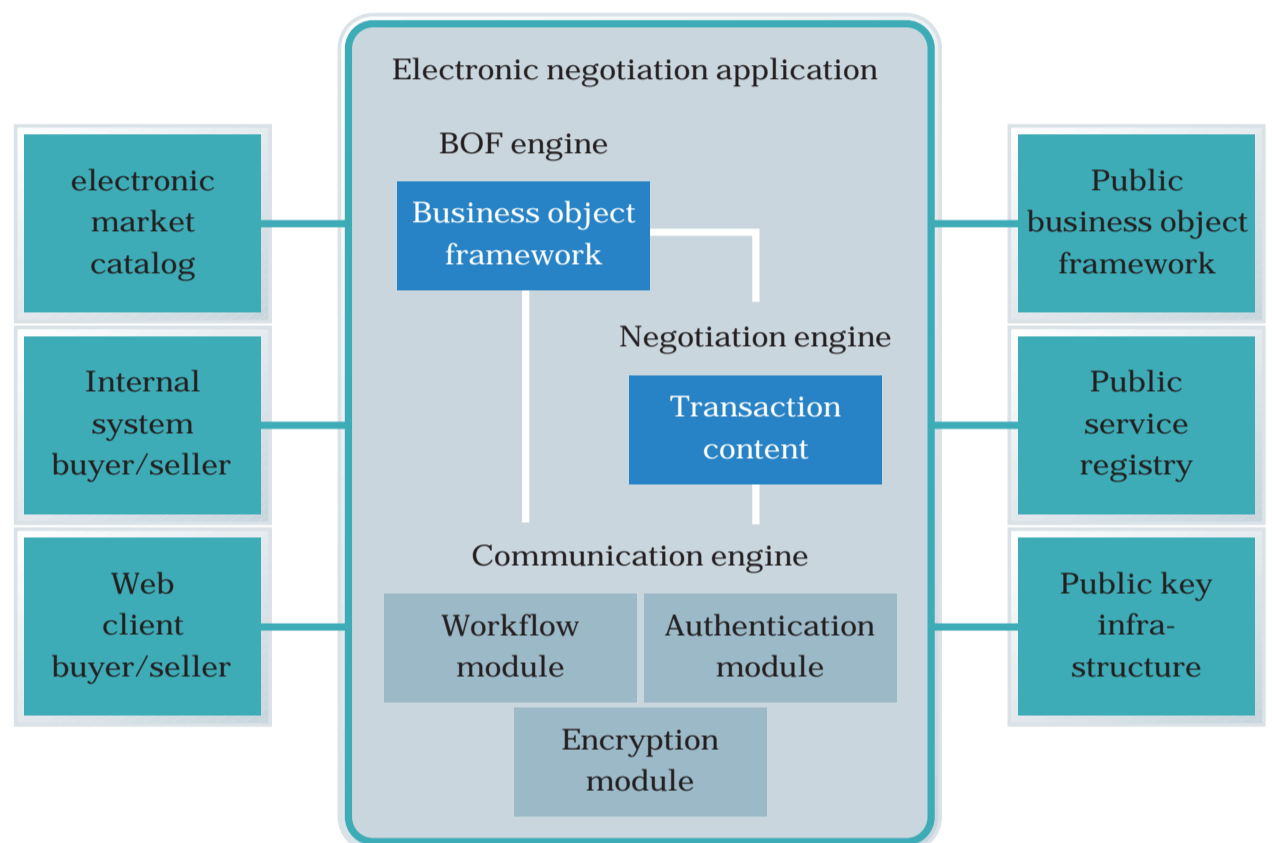 Electronic negotiation application
BOF engine
Business object
framework
Negotiation engine
Transaction
content
Communication engine
Workflow
module
Authentication
module
Encryption
module
electronic
market
catalog
Internal
system
buyer/seller
Web
client
buyer/seller
Public
business object
framework
Public
service
registry
Public key
infra-
structure